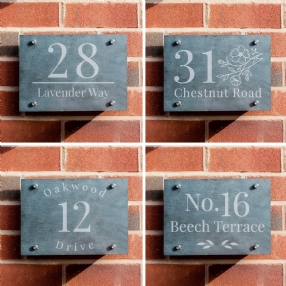 28
Lavender Way
31
Chestnut Road
Oakwood
12
Drive
No.16
Beech Terrace